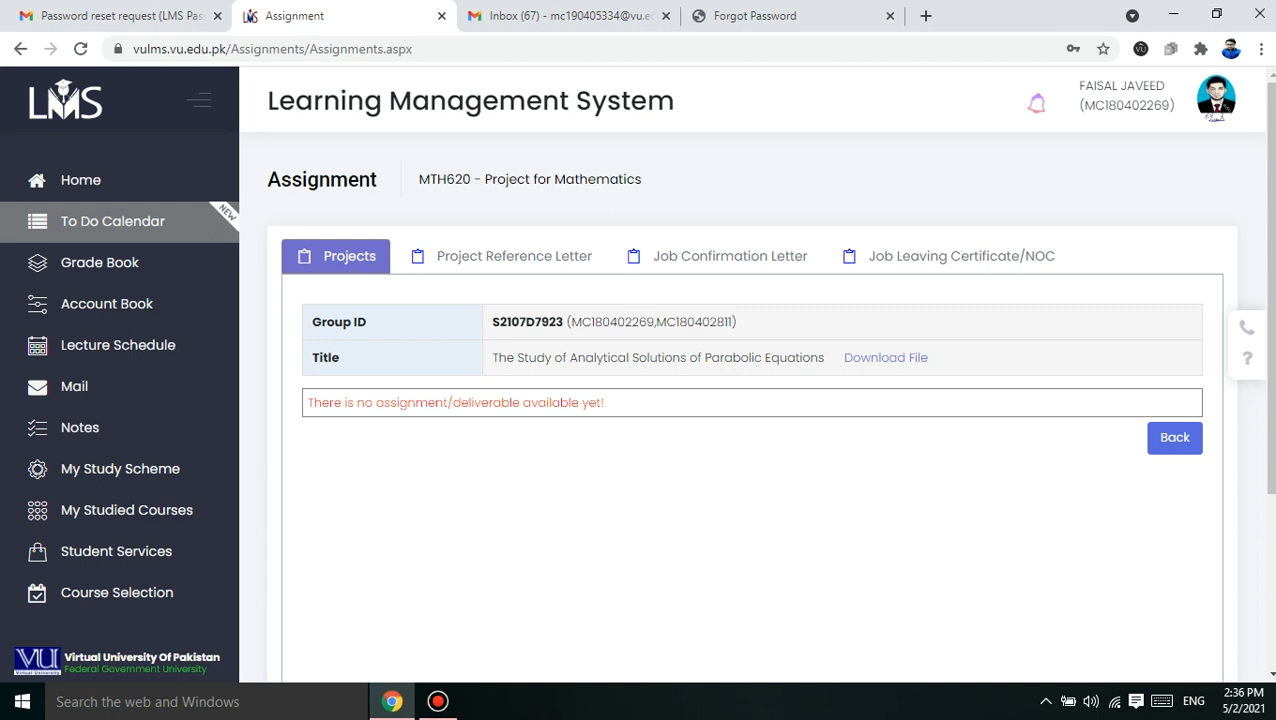 Password reset request (LMS Pas
Assignment
Inbox (67) - mc190405334@vu.e
Forgot Password
vulms.vu.edu.pk/Assignments/Assignments.aspx
LMS
Learning Management System
FAISAL JAVEED
(MC180402269)
Home
To Do Calendar
NEW
Grade Book
Account Book
Lecture Schedule
Mail
Notes
My Study Scheme
My Studied Courses
Student Services
Course Selection
VU
Virtual University Of Pakistan
Federal Government University
Assignment
MTH620 - Project for Mathematics
Projects
Project Reference Letter
Job Confirmation Letter
Job Leaving Certificate/NOC
Group ID
S2107D7923 (MC180402269,MC180402811)
Title
The Study of Analytical Solutions of Parabolic Equations Download File
There is no assignment/deliverable available yet!
Back
Search the web and Windows
ENG
2:36 PM
5/2/2021